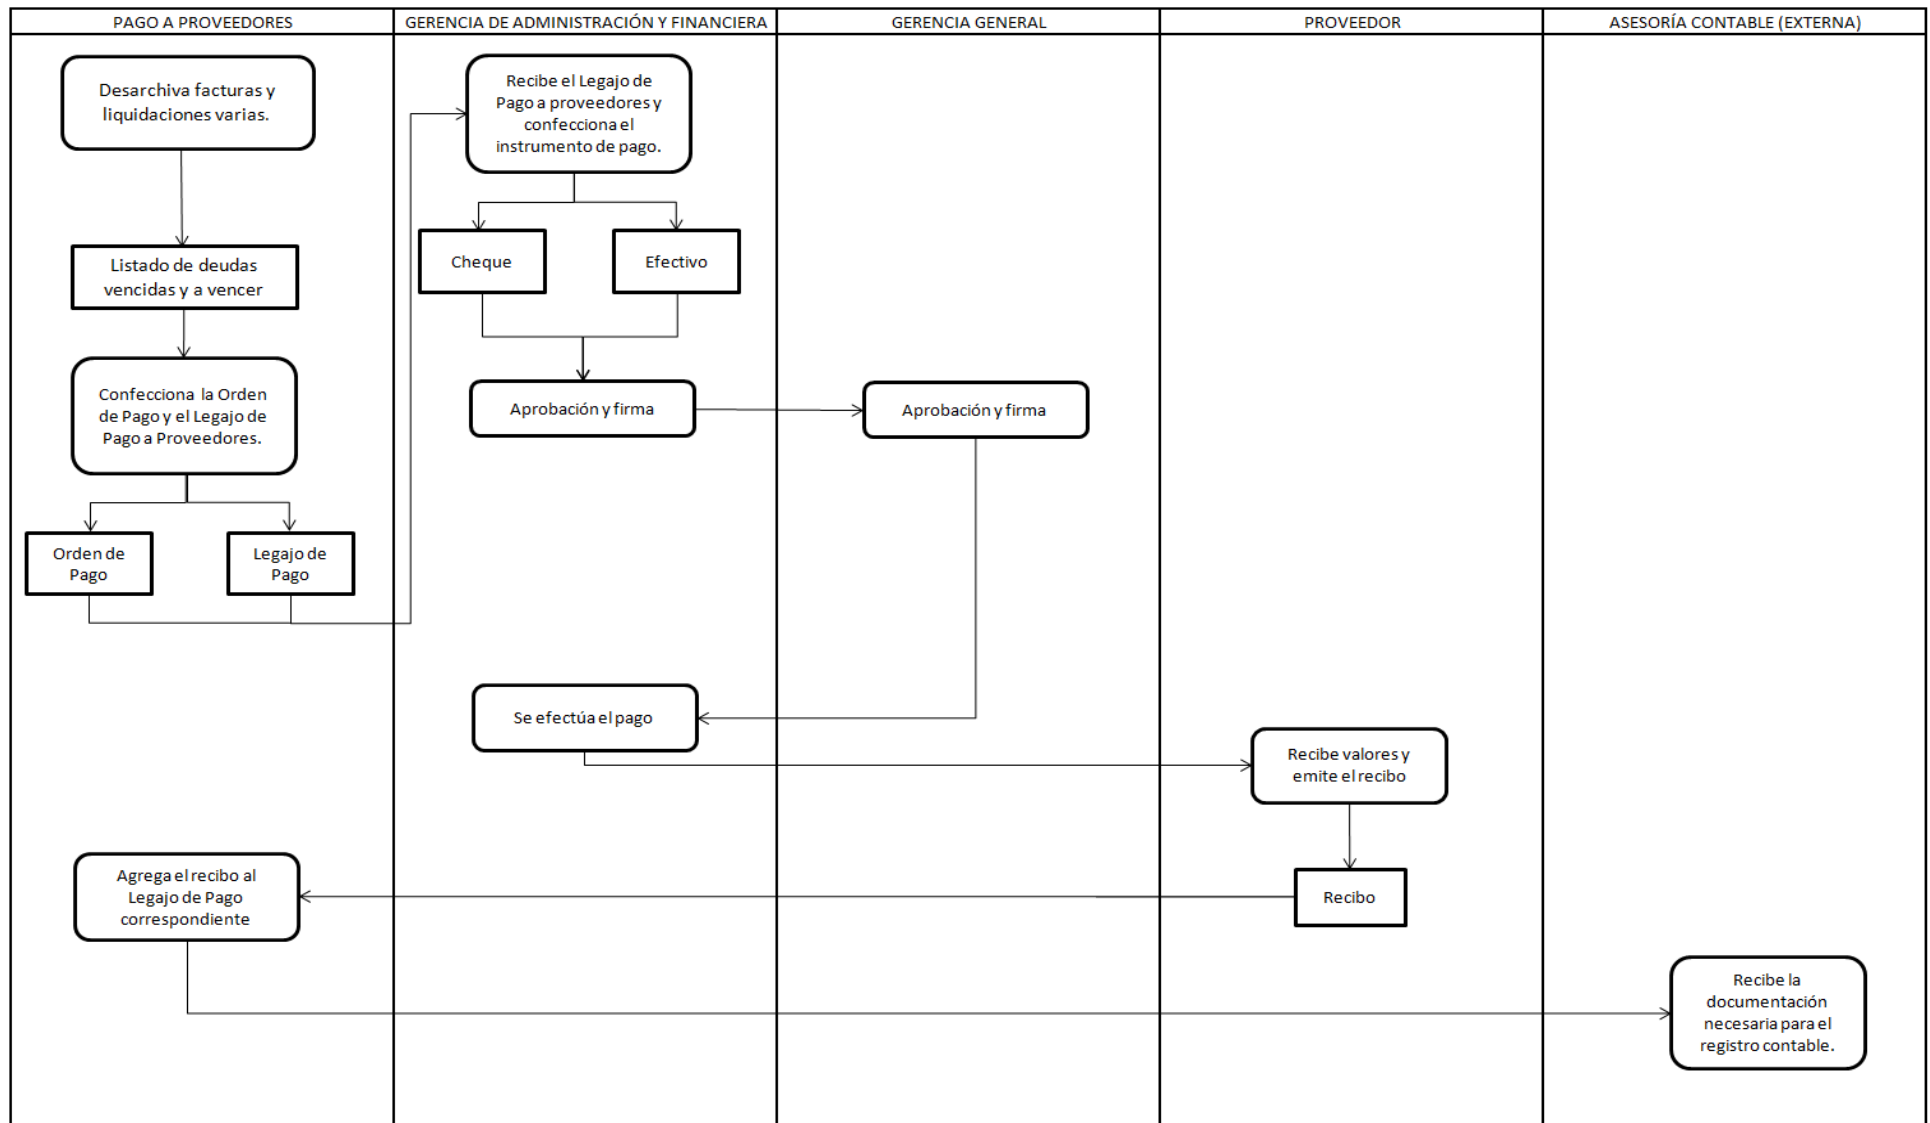 PAGO A PROVEEDORES
GERENCIA DE ADMINISTRACIÓN Y FINANCIERA
GERENCIA GENERAL
PROVEEDOR
ASESORÍA CONTABLE (EXTERNA)
Desarchiva facturas y
liquidaciones varias.
Listado de deudas
vencidas y a vencer
Confecciona la Orden
de Pago y el Legajo de
Pago a Proveedores.
Orden de
Pago
Legajo de
Pago
Recibe el Legajo de
Pago a proveedores y
confecciona el
instrumento de pago.
Cheque
Efectivo
Aprobación y firma
Aprobación y firma
Se efectúa el pago
Recibe valores y
emite el recibo
Recibo
Agrega el recibo al
Legajo de Pago
correspondiente
Recibe la
documentación
necesaria para el
registro contable.